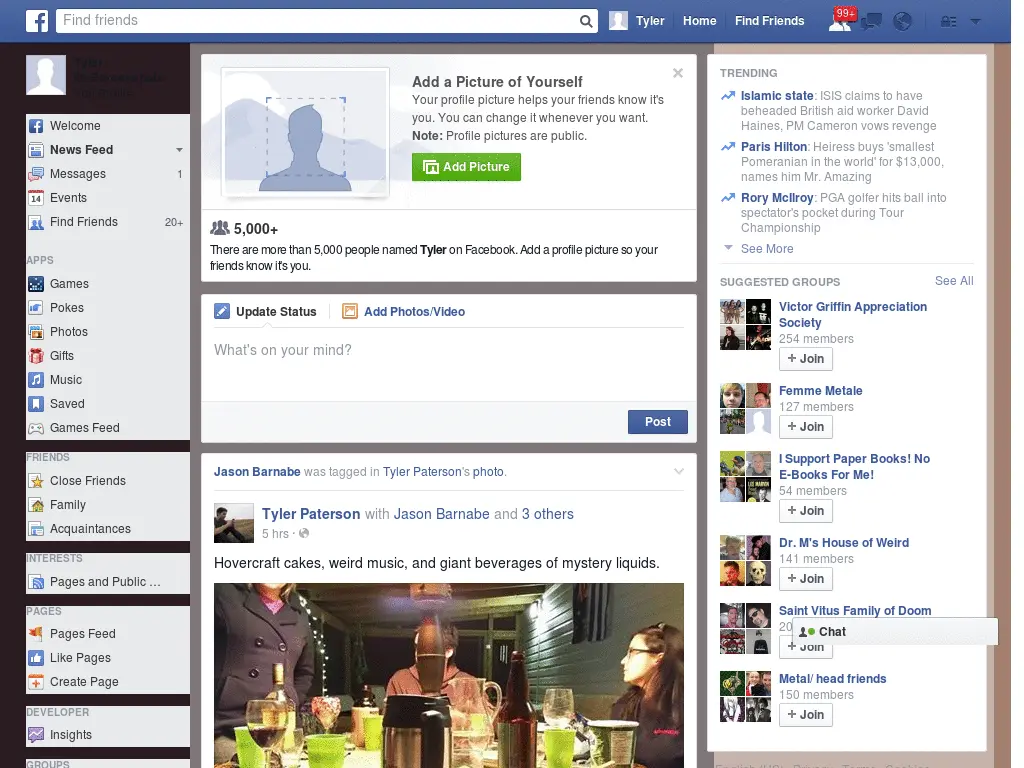 Find friends
Tyler
Home
Find Friends
99+
Tyler
Welcome
News Feed
Messages 1
Events
Find Friends 20+
APPS
Games
Pokes
Photos
Gifts
Music
Saved
Games Feed
FRIENDS
Close Friends
Family
Acquaintances
INTERESTS
Pages and Public ...
PAGES
Pages Feed
Like Pages
Create Page
DEVELOPER
Insights
GROUPS
Add a Picture of Yourself
Your profile picture helps your friends know it's
you. You can change it whenever you want.
Note: Profile pictures are public.
Add Picture
5,000+
There are more than 5,000 people named Tyler on Facebook. Add a profile picture so your
friends know it's you.
Update Status
Add Photos/Video
What's on your mind?
Post
Jason Barnabe was tagged in Tyler Paterson's photo.
Tyler Paterson with Jason Barnabe and 3 others
5 hrs ·
Hovercraft cakes, weird music, and giant beverages of mystery liquids.
TRENDING
Islamic state: ISIS claims to have
beheaded British aid worker David
Haines, PM Cameron vows revenge
Paris Hilton: Heiress buys 'smallest
Pomeranian in the world' for $13,000,
names him Mr. Amazing
Rory McIlroy: PGA golfer hits ball into
spectator's pocket during Tour
Championship
See More
SUGGESTED GROUPS See All
Victor Griffin Appreciation
Society
254 members
+ Join
Femme Metale
127 members
+ Join
I Support Paper Books! No
E-Books For Me!
54 members
+ Join
Dr. M's House of Weird
141 members
+ Join
Saint Vitus Family of Doom
20
+ Join
Chat
Metal/ head friends
150 members
+ Join
English (US) · Privacy · Terms · Cookies ·